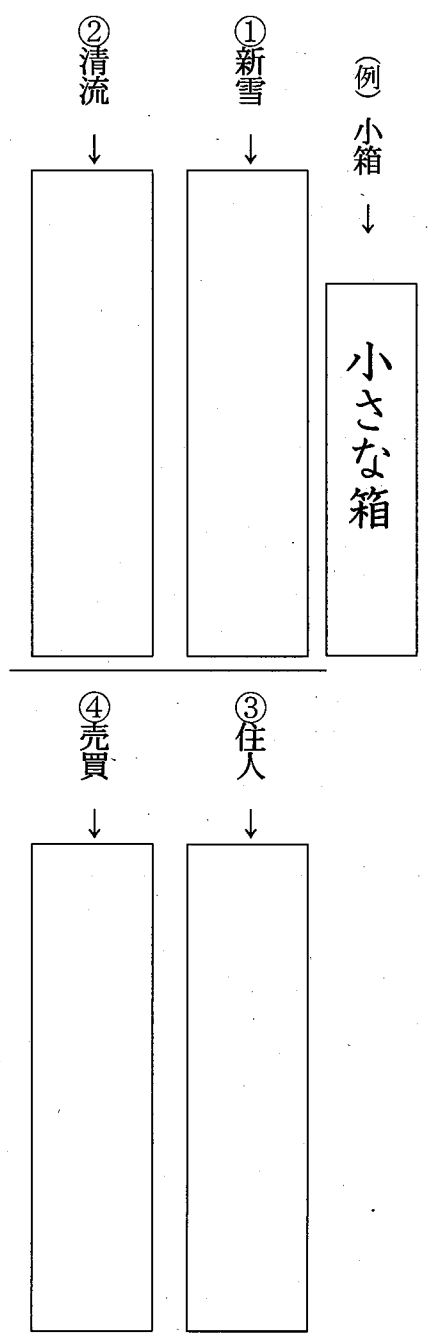 (例) 小箱 → 小さな箱
①新雪 →
②清流 →
③住人 →
④売買 →